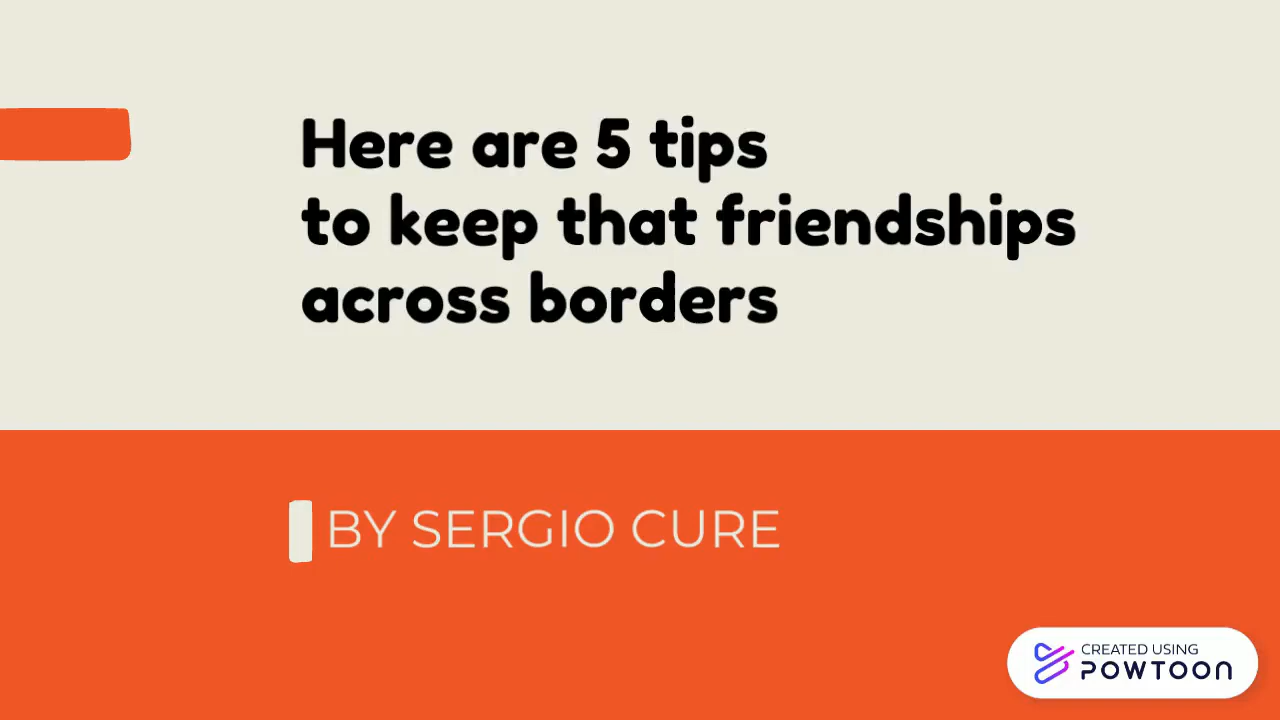 Here are 5 tips
to keep that friendships
across borders
BY SERGIO CURE
CREATED USING
POWTOON